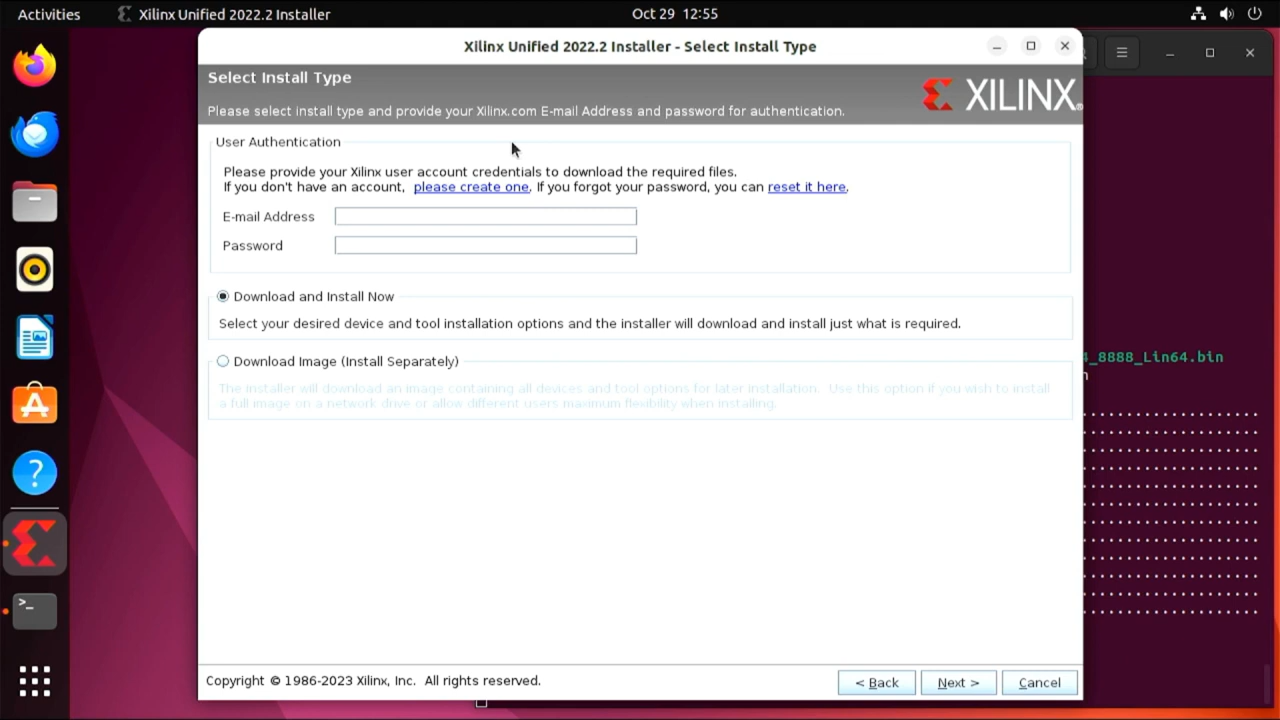 Activities
Xilinx Unified 2022.2 Installer
Oct 29 12:55
Xilinx Unified 2022.2 Installer - Select Install Type
Select Install Type
Please select install type and provide your Xilinx.com E-mail Address and password for authentication.
XILINX
User Authentication
Please provide your Xilinx user account credentials to download the required files.
If you don't have an account, please create one. If you forgot your password, you can reset it here.
E-mail Address
Password
Download and Install Now
Select your desired device and tool installation options and the installer will download and install just what is required.
Download Image (Install Separately)
The installer will download an image containing all devices and tool options for later installation. Use this option if you wish to install
a full image on a network drive or allow different users maximum flexibility when installing.
_8888_Lin64.bin
Copyright © 1986-2023 Xilinx, Inc. All rights reserved.
< Back
Next >
Cancel